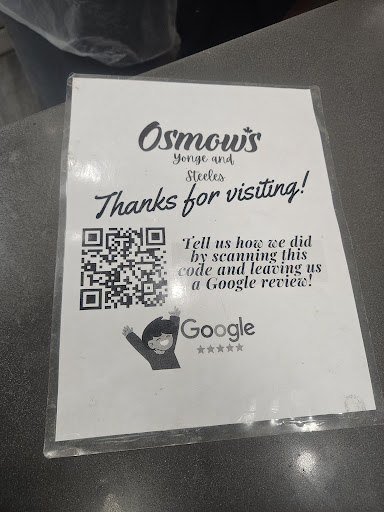 Osmow's
Yonge and
Steeles
Thanks for visiting!
Tell us how we did
by scanning this
code and leaving us
a Google review!
Google